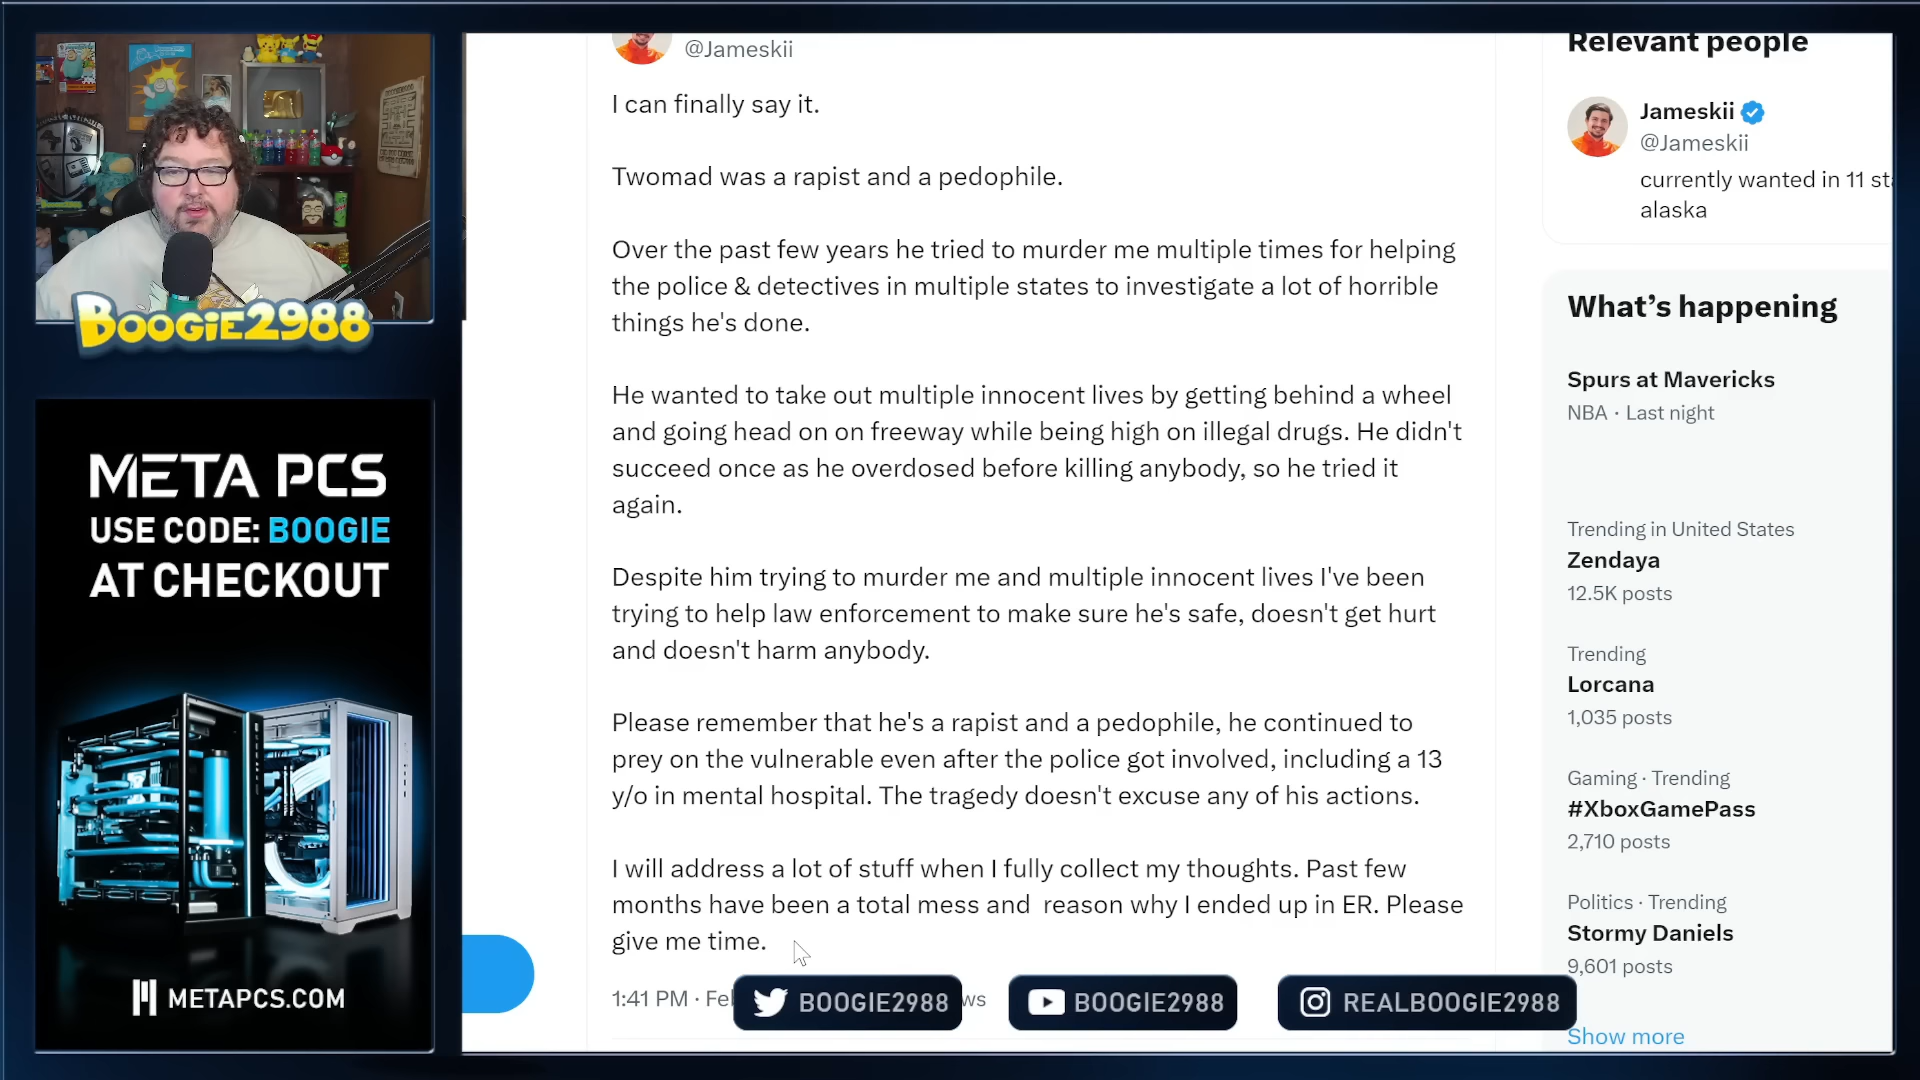 @Jameskii
I can finally say it.
Twomad was a rapist and a pedophile.
Over the past few years he tried to murder me multiple times for helping
the police & detectives in multiple states to investigate a lot of horrible
things he's done.
He wanted to take out multiple innocent lives by getting behind a wheel
and going head on on freeway while being high on illegal drugs. He didn't
succeed once as he overdosed before killing anybody, so he tried it
again.
Despite him trying to murder me and multiple innocent lives I've been
trying to help law enforcement to make sure he's safe, doesn't get hurt
and doesn't harm anybody.
Please remember that he's a rapist and a pedophile, he continued to
prey on the vulnerable even after the police got involved, including a 13
y/o in mental hospital. The tragedy doesn't excuse any of his actions.
I will address a lot of stuff when I fully collect my thoughts. Past few
months have been a total mess and  reason why I ended up in ER. Please
give me time.
1:41 PM ·
BOOGIE2988
BOOGIE2988
REALBOOGIE2988
BOOGIE2988
META PCS
USE CODE: BOOGIE
AT CHECKOUT
METAPCS.COM
Relevant people
Jameskii
@Jameskii
currently wanted in 11
alaska
What's happening
Spurs at Mavericks
NBA · Last night
Trending in United States
Zendaya
12.5K posts
Trending
Lorcana
1,035 posts
Gaming · Trending
#XboxGamePass
2,710 posts
Politics · Trending
Stormy Daniels
9,601 posts
Show more